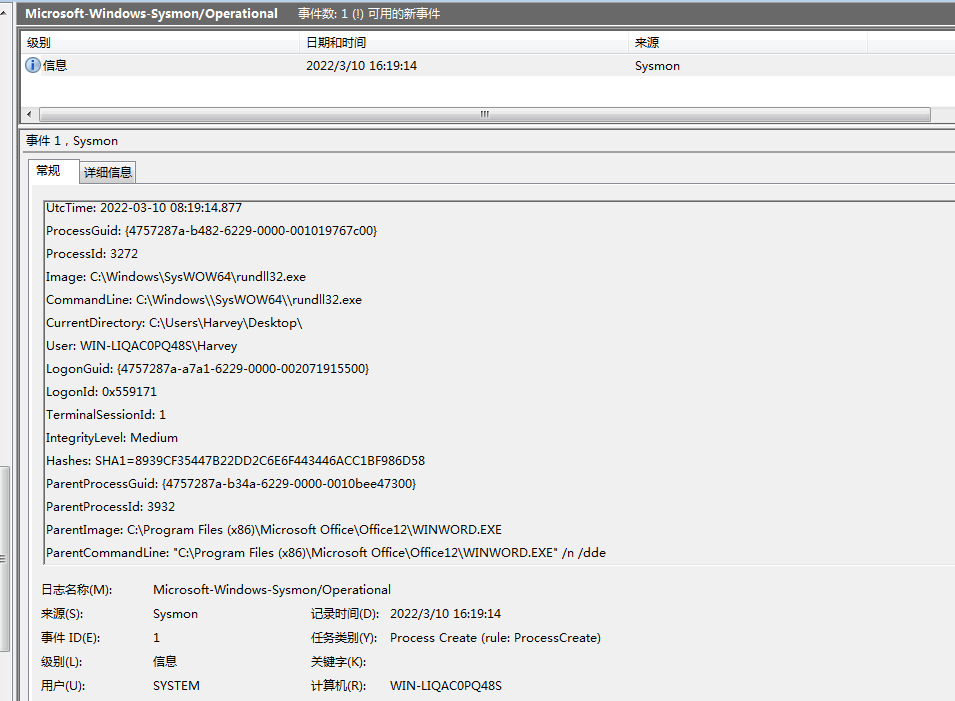 Microsoft-Windows-Sysmon/Operational 事件数: 1 (!) 可用的新事件
级别 日期和时间 来源
信息 2022/3/10 16:19:14 Sysmon
事件 1，Sysmon
常规 详细信息
UtcTime: 2022-03-10 08:19:14.877
ProcessGuid: {4757287a-b482-6229-0000-001019767c00}
ProcessId: 3272
Image: C:\Windows\SysWOW64\rundll32.exe
CommandLine: C:\Windows\\SysWOW64\\rundll32.exe
CurrentDirectory: C:\Users\Harvey\Desktop\
User: WIN-LIQAC0PQ48S\Harvey
LogonGuid: {4757287a-a7a1-6229-0000-002071915500}
LogonId: 0x559171
TerminalSessionId: 1
IntegrityLevel: Medium
Hashes: SHA1=8939CF35447B22DD2C6E6F443446ACC1BF986D58
ParentProcessGuid: {4757287a-b34a-6229-0000-0010bee47300}
ParentProcessId: 3932
ParentImage: C:\Program Files (x86)\Microsoft Office\Office12\WINWORD.EXE
ParentCommandLine: "C:\Program Files (x86)\Microsoft Office\Office12\WINWORD.EXE" /n /dde
日志名称(M): Microsoft-Windows-Sysmon/Operational
来源(S): Sysmon 记录时间(D): 2022/3/10 16:19:14
事件 ID(E): 1 任务类别(Y): Process Create (rule: ProcessCreate)
级别(L): 信息 关键字(K):
用户(U): SYSTEM 计算机(R): WIN-LIQAC0PQ48S